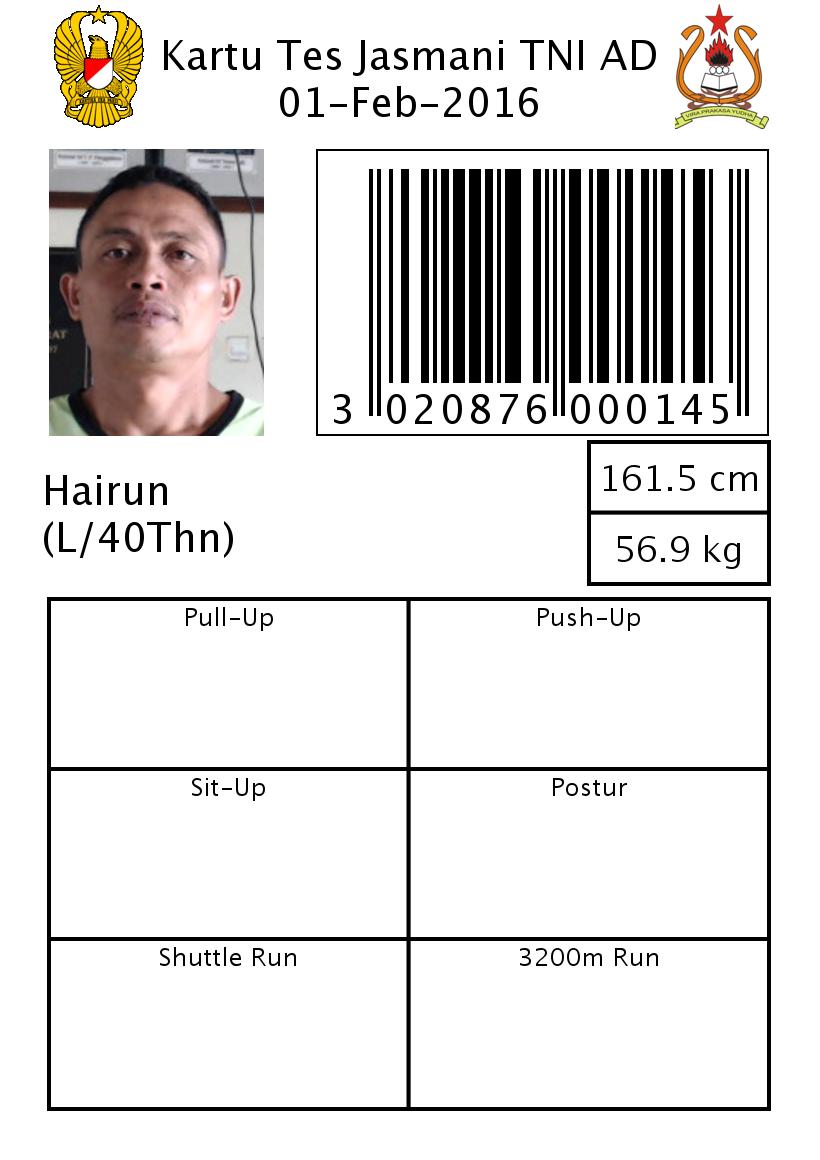 Kartu Tes Jasmani TNI AD
01-Feb-2016
VIRA PRAKASA YUDHA
3 020876 000145
161.5 cm
Hairun
(L/40Thn)
56.9 kg
Pull-Up
Push-Up
Sit-Up
Postur
Shuttle Run
3200m Run